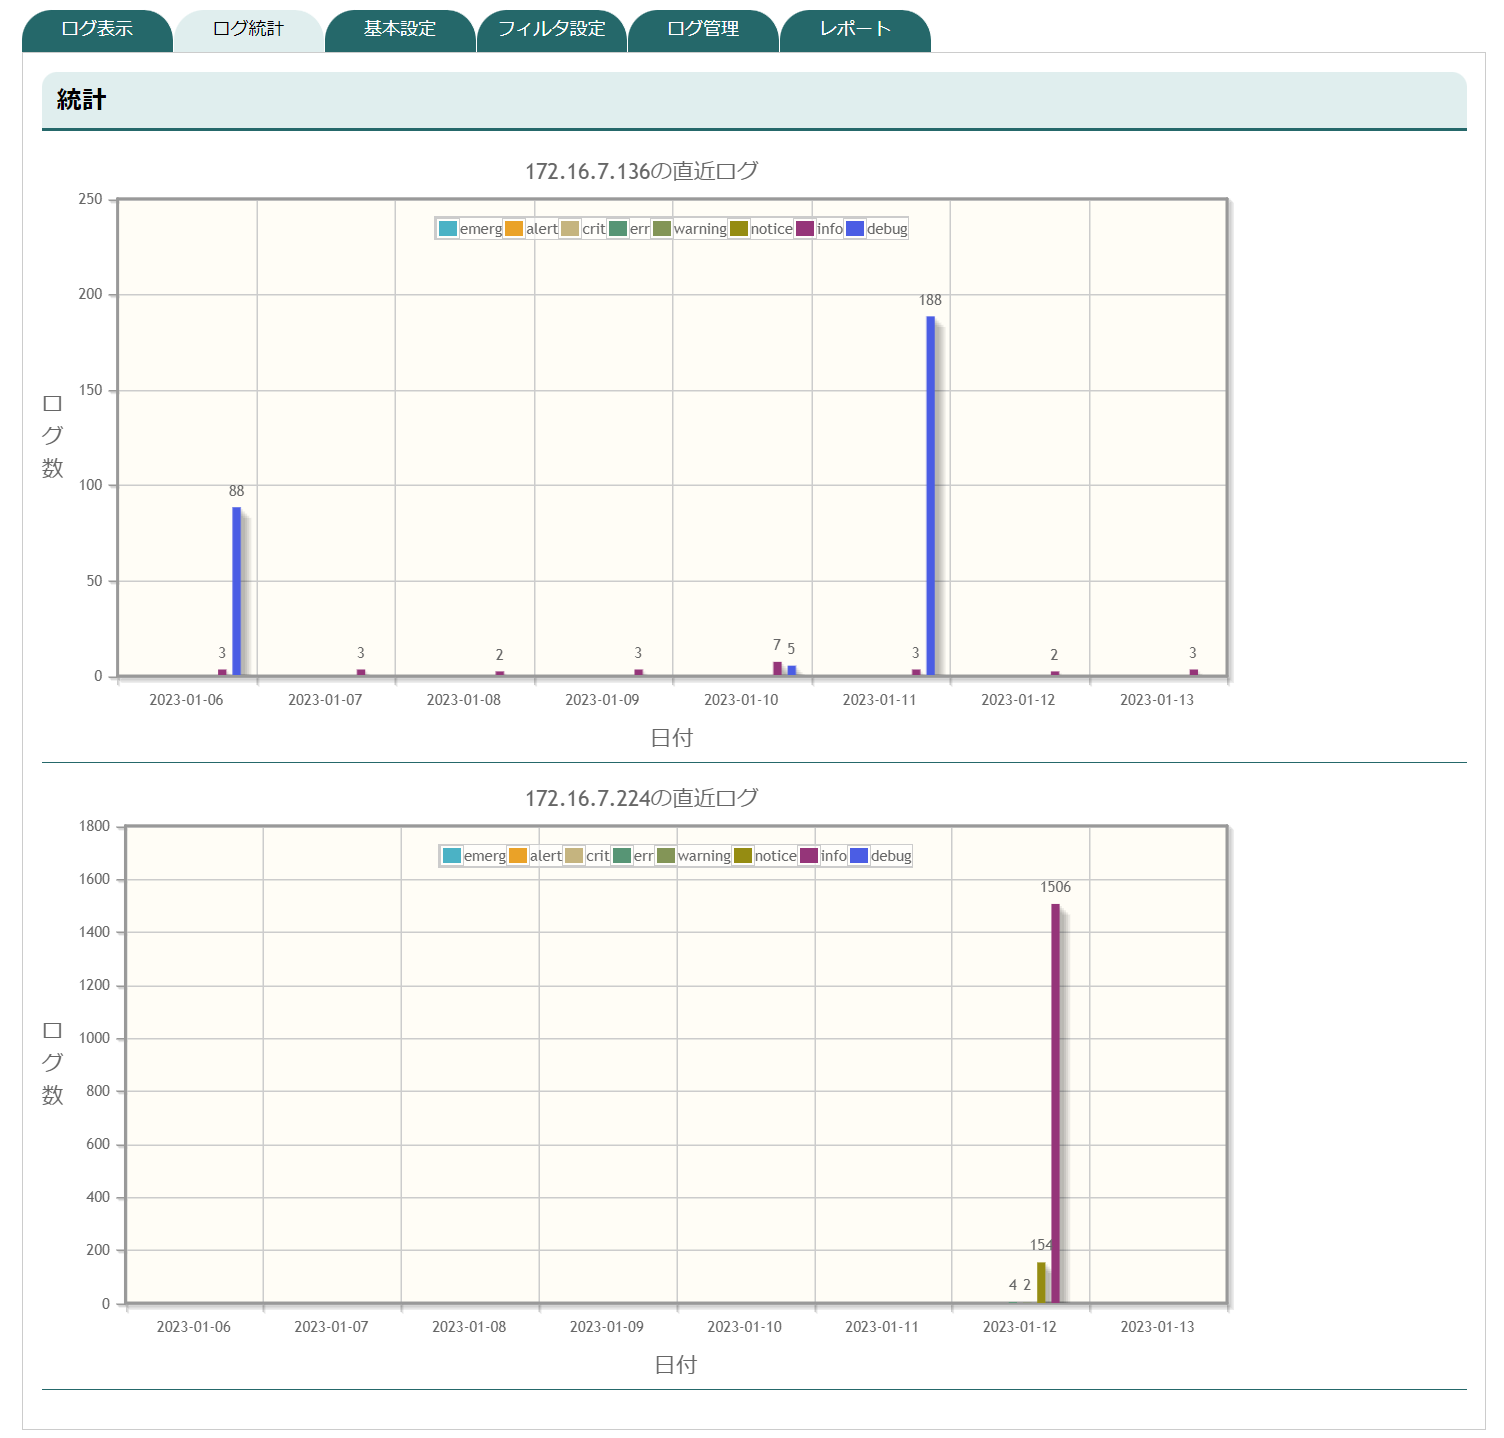 ログ表示 ログ統計 基本設定 フィルタ設定 ログ管理 レポート
統計
172.16.7.136の直近ログ
250
emerg alert crit err warning notice info debug
200
188
150
ログ数
100
88
50
3 3 2 3 7 5 3 2 3
0
2023-01-06 2023-01-07 2023-01-08 2023-01-09 2023-01-10 2023-01-11 2023-01-12 2023-01-13
日付
172.16.7.224の直近ログ
1800
emerg alert crit err warning notice info debug
1600
1506
1400
1200
1000
ログ数
800
600
400
200
154
4 2
0
2023-01-06 2023-01-07 2023-01-08 2023-01-09 2023-01-10 2023-01-11 2023-01-12 2023-01-13
日付